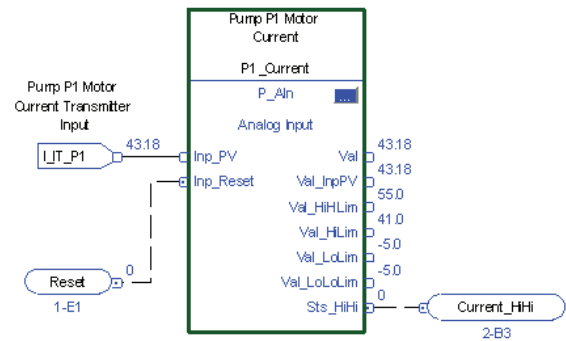 Pump P1 Motor
Current
P1_Current
P_AIn
...
Analog Input
Pump P1 Motor
Current Transmitter
Input
I_IT_P1
43.18
Inp_PV
Val
43.18
Inp_Reset
Val_InpPV
43.18
Val_HiHLim
55.0
Val_HiLim
41.0
Val_LoLim
-5.0
Val_LoLoLim
-5.0
Sts_HiHi
0
Reset
0
1-E1
Current_HiHi
2-B3